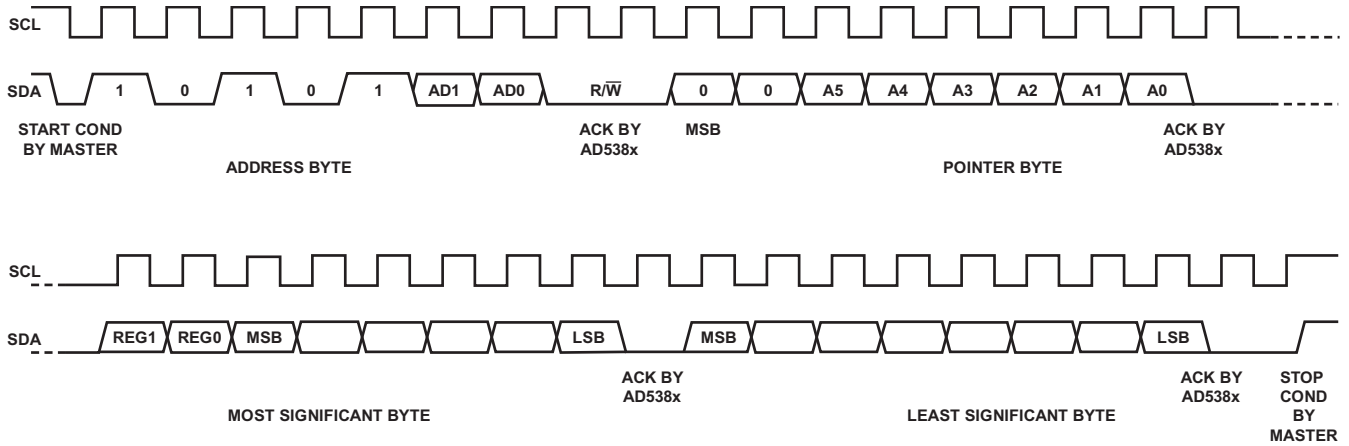 SCL
SDA 1 0 1 0 1 AD1 AD0 R/W̅ 0 0 A5 A4 A3 A2 A1 A0
START COND
BY MASTER
ACK BY
AD538x
MSB
ACK BY
AD538x
ADDRESS BYTE
POINTER BYTE
SCL
SDA REG1 REG0 MSB LSB MSB LSB
ACK BY
AD538x
ACK BY
AD538x
STOP
COND
BY
MASTER
MOST SIGNIFICANT BYTE
LEAST SIGNIFICANT BYTE